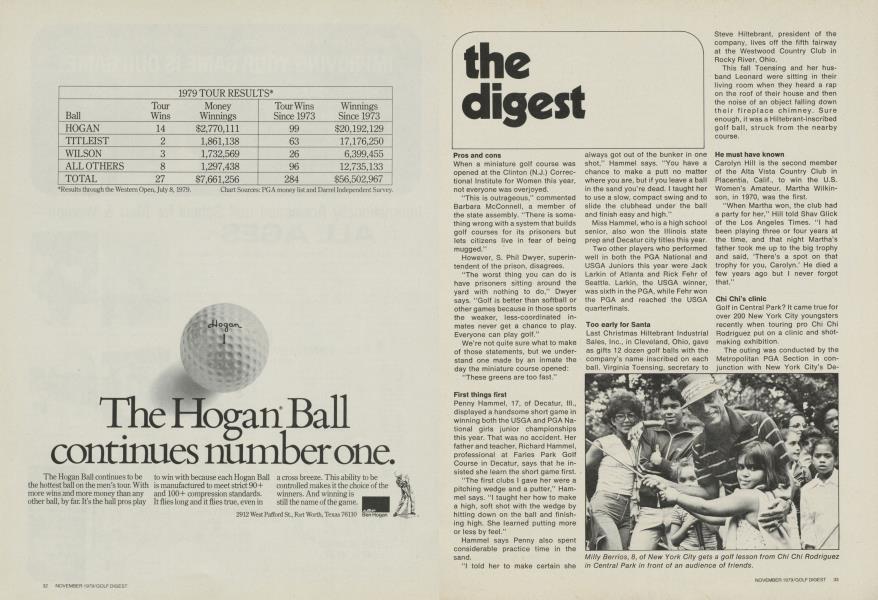 1979 TOUR RESULTS*
Ball Tour Wins Money Winnings Tour Wins Since 1973 Winnings Since 1973
HOGAN 14 $2,770,111 99 $20,192,129
TITLEIST 2 1,861,138 63 17,176,250
WILSON 3 1,732,569 26 6,399,455
ALL OTHERS 8 1,297,438 96 12,735,133
TOTAL 27 $7,661,256 284 $56,502,967
*Results through the Western Open, July 8, 1979. Chart Sources: PGA money list and Darrel Independent Survey.
Hogan
1
The Hogan® Ball
continues number one.
The Hogan Ball continues to be
the hottest ball on the men's tour. With
more wins and more money than any
other ball, by far. It's the ball pros play
to win with because each Hogan Ball
is manufactured to meet strict 90+
and 100+ compression standards.
It flies long and it flies true, even in
a cross breeze. This ability to be
controlled makes it the choice of the
winners. And winning is
still the name of the game.
2912 West Pafford St., Fort Worth, Texas 76110
Ben Hogan
32 NOVEMBER 1979/GOLF DIGEST
the
digest
Pros and cons
When a miniature golf course was
opened at the Clinton (N.J.) Correc-
tional Institute for Women this year,
not everyone was overjoyed.
"This is outrageous," commented
Barbara McConnell, a member of
the state assembly. "There is some-
thing wrong with a system that builds
golf courses for its prisoners but
lets citizens live in fear of being
mugged."
However, S. Phil Dwyer, superin-
tendent of the prison, disagrees.
"The worst thing you can do is
have prisoners sitting around the
yard with nothing to do," Dwyer
says. "Golf is better than softball or
other games because in those sports
the weaker, less-coordinated in-
mates never get a chance to play.
Everyone can play golf."
We're not quite sure what to make
of those statements, but we under-
stand one made by an inmate the
day the miniature course opened:
"These greens are too fast."
First things first
Penny Hammel, 17, of Decatur, Ill.,
displayed a handsome short game in
winning both the USGA and PGA Na-
tional girls junior championships
this year. That was no accident. Her
father and teacher, Richard Hammel,
professional at Faries Park Golf
Course in Decatur, says that he in-
sisted she learn the short game first.
"The first clubs I gave her were a
pitching wedge and a putter," Ham-
mel says. "I taught her how to make
a high, soft shot with the wedge by
hitting down on the ball and finish-
ing high. She learned putting more
or less by feel."
Hammel says Penny also spent
considerable practice time in the
sand.
"I told her to make certain she
always got out of the bunker in one
shot," Hammel says. "You have a
chance to make a putt no matter
where you are, but if you leave a ball
in the sand you're dead. I taught her
to use a slow, compact swing and to
slide the clubhead under the ball
and finish easy and high."
Miss Hammel, who is a high school
senior, also won the Illinois state
prep and Decatur city titles this year.
Two other players who performed
well in both the PGA National and
USGA Juniors this year were Jack
Larkin of Atlanta and Rick Fehr of
Seattle. Larkin, the USGA winner,
was sixth in the PGA, while Fehr won
the PGA and reached the USGA
quarterfinals.
Too early for Santa
Last Christmas Hiltebrant Industrial
Sales, Inc., in Cleveland, Ohio, gave
as gifts 12 dozen golf balls with the
company's name inscribed on each
ball. Virginia Toensing, secretary to
Steve Hiltebrant, president of the
company, lives off the fifth fairway
at the Westwood Country Club in
Rocky River, Ohio.
This fall Toensing and her hus-
band Leonard were sitting in their
living room when they heard a rap
on the roof of their house and then
the noise of an object falling down
their fireplace chimney. Sure
enough, it was a Hiltebrant-inscribed
golf ball, struck from the nearby
course.
He must have known
Carolyn Hill is the second member
of the Alta Vista Country Club in
Placentia, Calif., to win the U.S.
Women's Amateur. Martha Wilkin-
son, in 1970, was the first.
"When Martha won, the club had
a party for her," Hill told Shav Glick
of the Los Angeles Times. "I had
been playing three or four years at
the time, and that night Martha's
father took me up to the big trophy
and said, 'There's a spot on that
trophy for you, Carolyn.' He died a
few years ago but I never forgot
that."
Chi Chi's clinic
Golf in Central Park? It came true for
over 200 New York City youngsters
recently when touring pro Chi Chi
Rodriguez put on a clinic and shot-
making exhibition.
The outing was conducted by the
Metropolitan PGA Section in con-
junction with New York City's De-
Milly Berrios, 8, of New York City gets a golf lesson from Chi Chi Rodriguez
in Central Park in front of an audience of friends.
NOVEMBER 1979/GOLF DIGEST 33